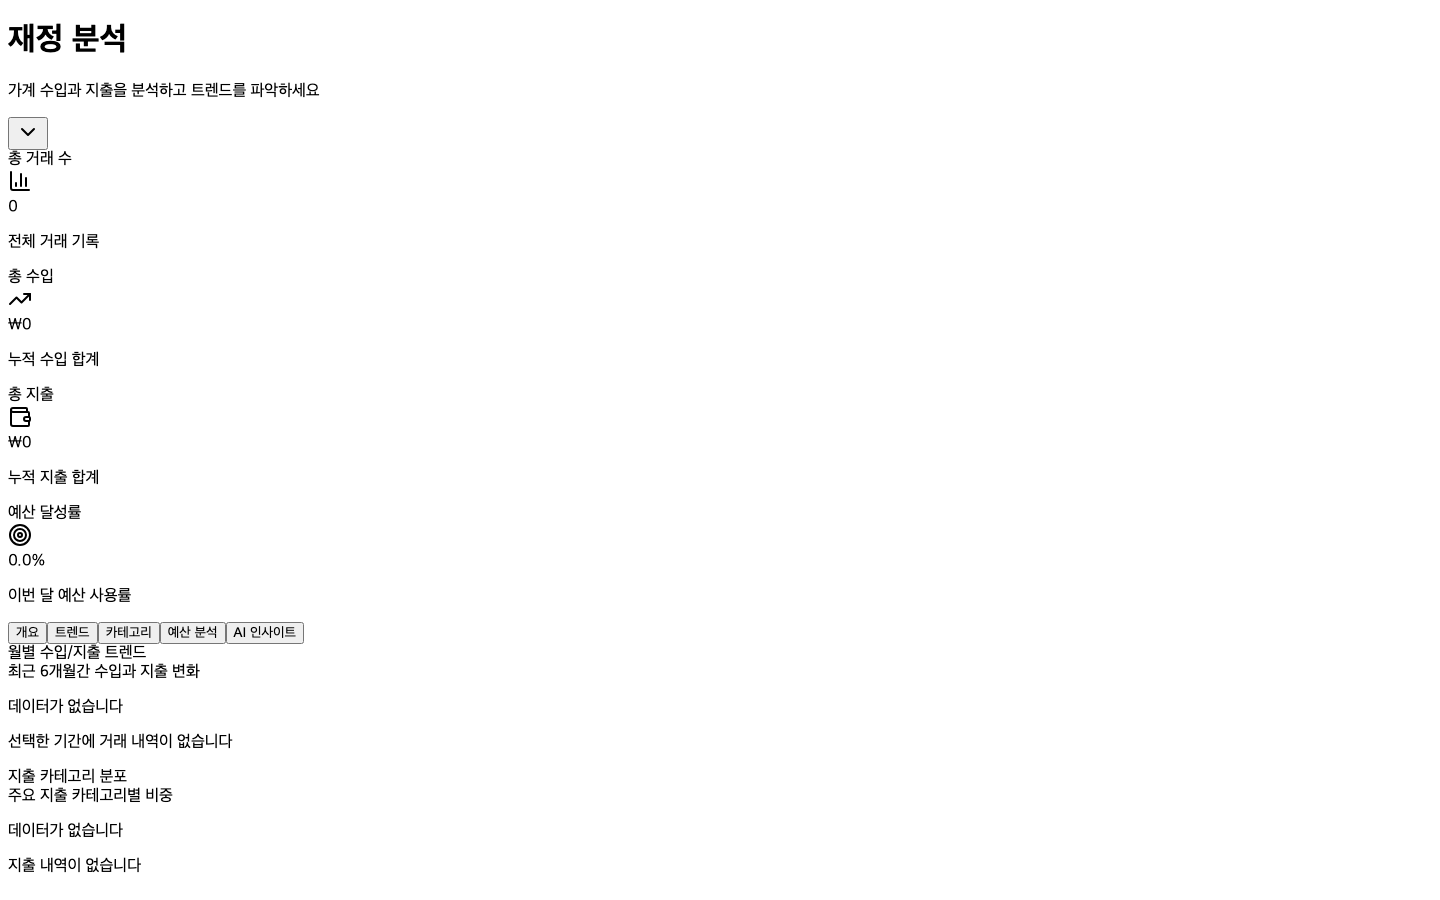 재정 분석
가계 수입과 지출을 분석하고 트렌드를 파악하세요
총 거래 수
0
전체 거래 기록
총 수입
₩0
누적 수입 합계
총 지출
₩0
누적 지출 합계
예산 달성률
0.0%
이번 달 예산 사용률
개요 트렌드 카테고리 예산 분석 AI 인사이트
월별 수입/지출 트렌드
최근 6개월간 수입과 지출 변화
데이터가 없습니다
선택한 기간에 거래 내역이 없습니다
지출 카테고리 분포
주요 지출 카테고리별 비중
데이터가 없습니다
지출 내역이 없습니다